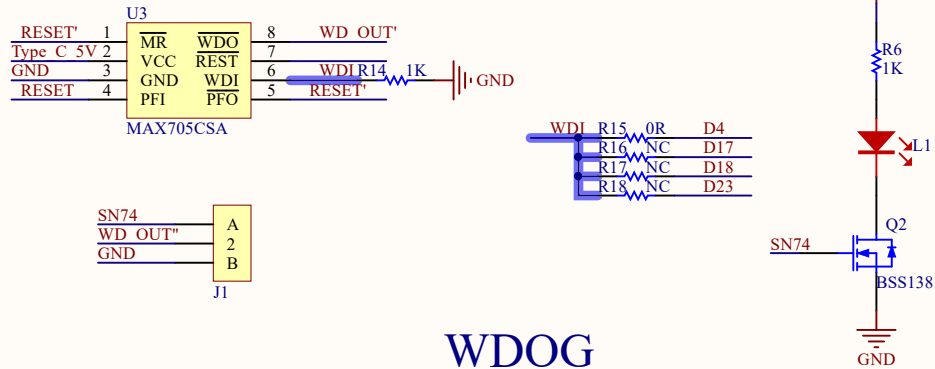 U3
RESET' 1 MR WDO 8 WD_OUT'
Type_C_5V 2 VCC REST 7
GND 3 GND WDI 6 WDI R14 1K GND
RESET 4 PFI PFO 5 RESET'
MAX705CSA
WDI R15 0R D4
R16 NC D17
R17 NC D18
R18 NC D23
R6
1K
L1
SN74 A
WD_OUT" 2
GND B
J1
Q2
SN74
BSS138
GND
WDOG